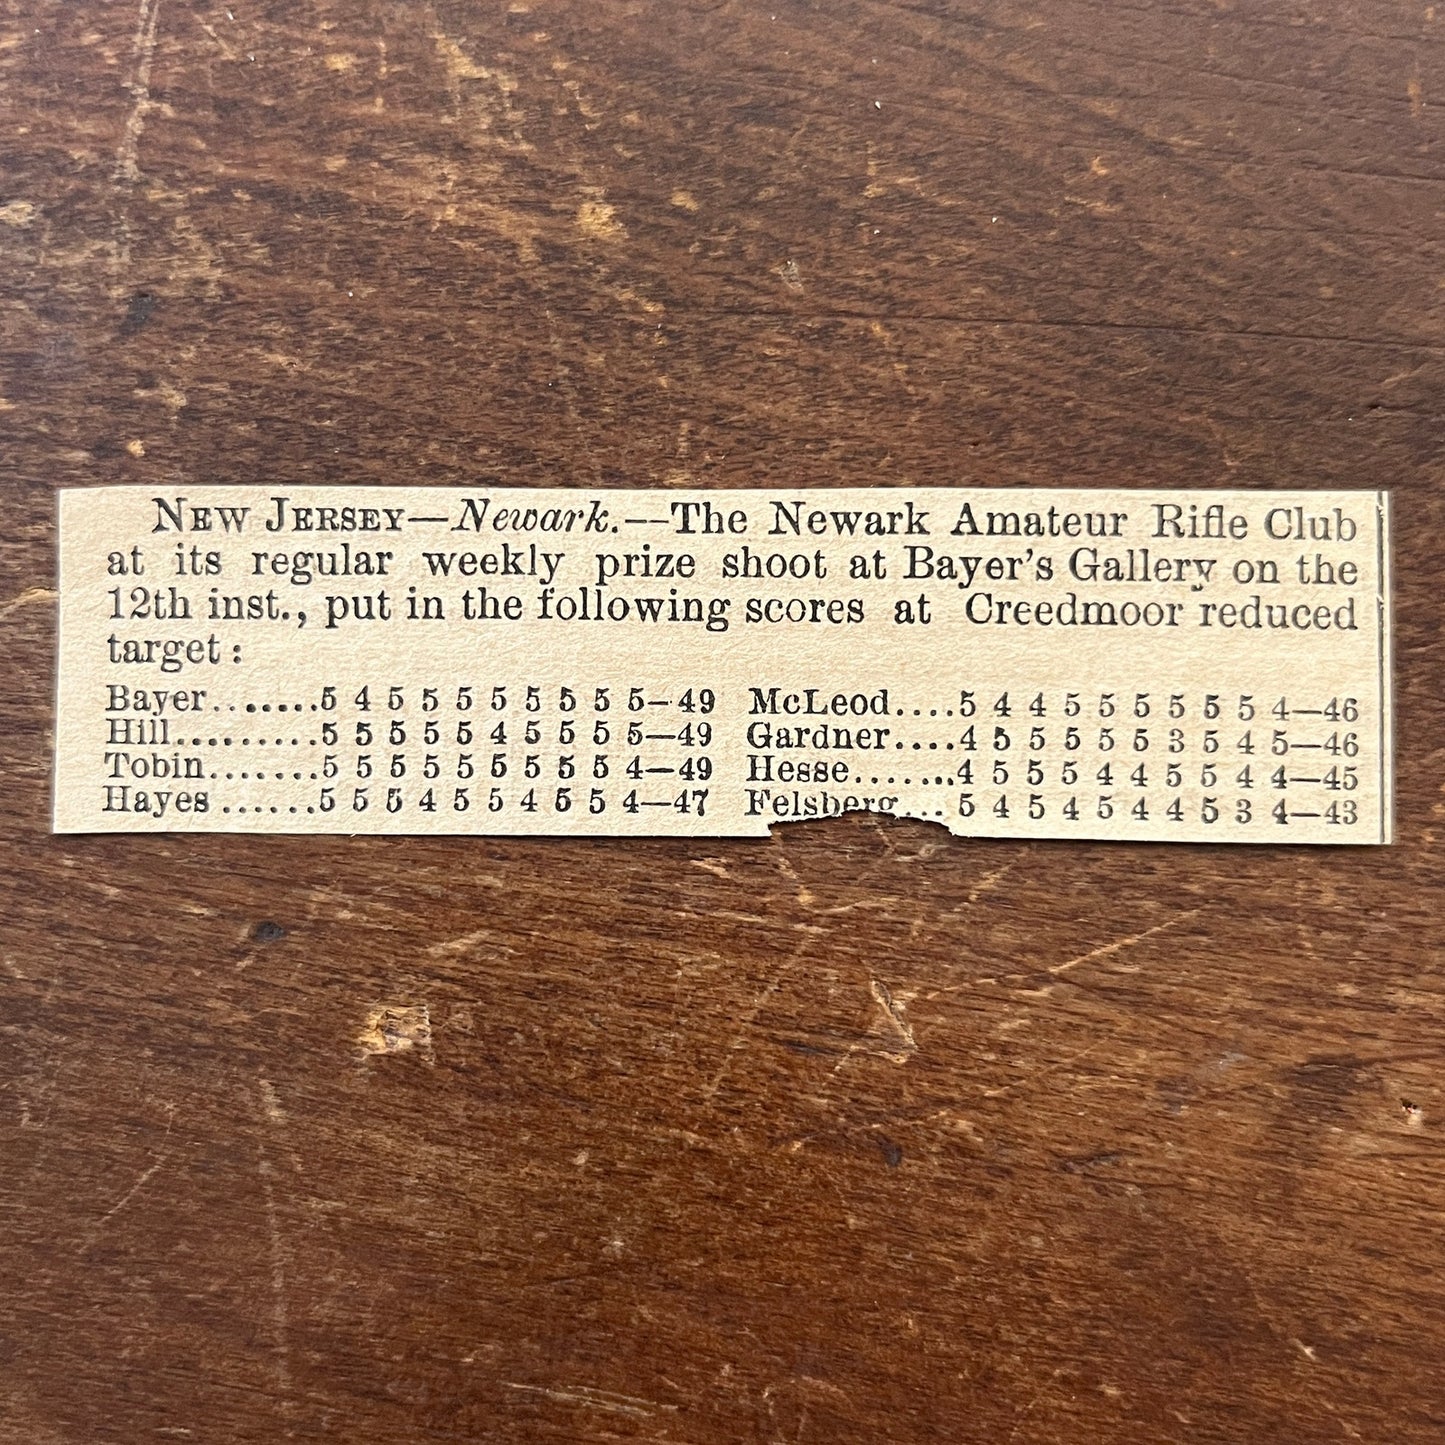 NEW JERSEY—Newark.—The Newark Amateur Rifle Club
at its regular weekly prize shoot at Bayer's Gallery on the
12th inst., put in the following scores at Creedmoor reduced
target:
Bayer........5 4 5 5 5 5 5 5 5 5—49 McLeod....5 4 4 5 5 5 5 5 5 4—46
Hill..........5 5 5 5 5 4 5 5 5 5—49 Gardner....4 5 5 5 5 5 3 5 4 5—46
Tobin.......5 5 5 5 5 5 5 5 5 4—49 Hesse.......4 5 5 5 4 4 5 5 4 4—45
Hayes ......5 5 5 4 5 5 4 5 5 4—47 Felsberg... 5 4 5 4 5 4 4 5 3 4—43